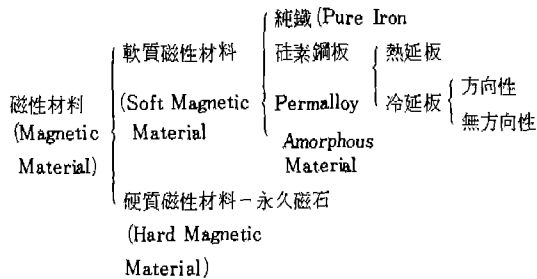 純鐵(Pure Iron
軟質磁性材料
硅素鋼板
熱延板
方向性
磁性材料
(Soft Magnetic
Permalloy
冷延板
(Magnetic
Material
無方向性
Amorphous
Material)
Material
硬質磁性材料-永久磁石
(Hard Magnetic
Material)